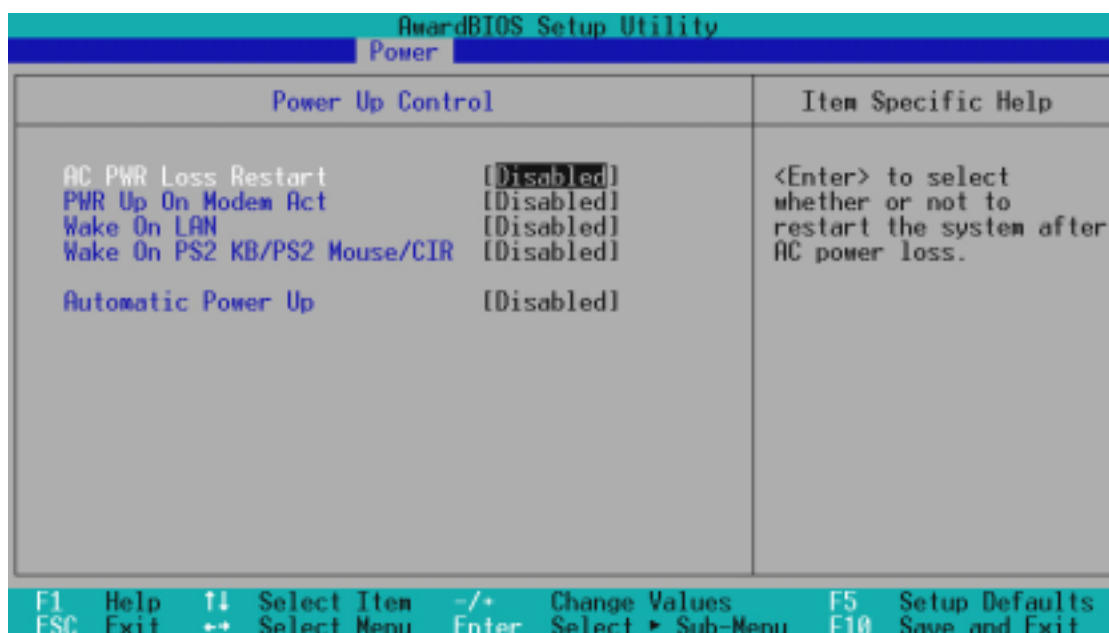 AwardBIOS Setup Utility
Power
Power Up Control
Item Specific Help
AC PWR Loss Restart [Disabled]
PWR Up On Modem Act [Disabled]
Wake On LAN [Disabled]
Wake On PS2 KB/PS2 Mouse/CIR [Disabled]
Automatic Power Up [Disabled]
<Enter> to select
whether or not to
restart the system after
AC power loss.
F1 Help ↑↓ Select Item -/+ Change Values F5 Setup Defaults
ESC Exit ←→ Select Menu Enter Select ► Sub-Menu F10 Save and Exit